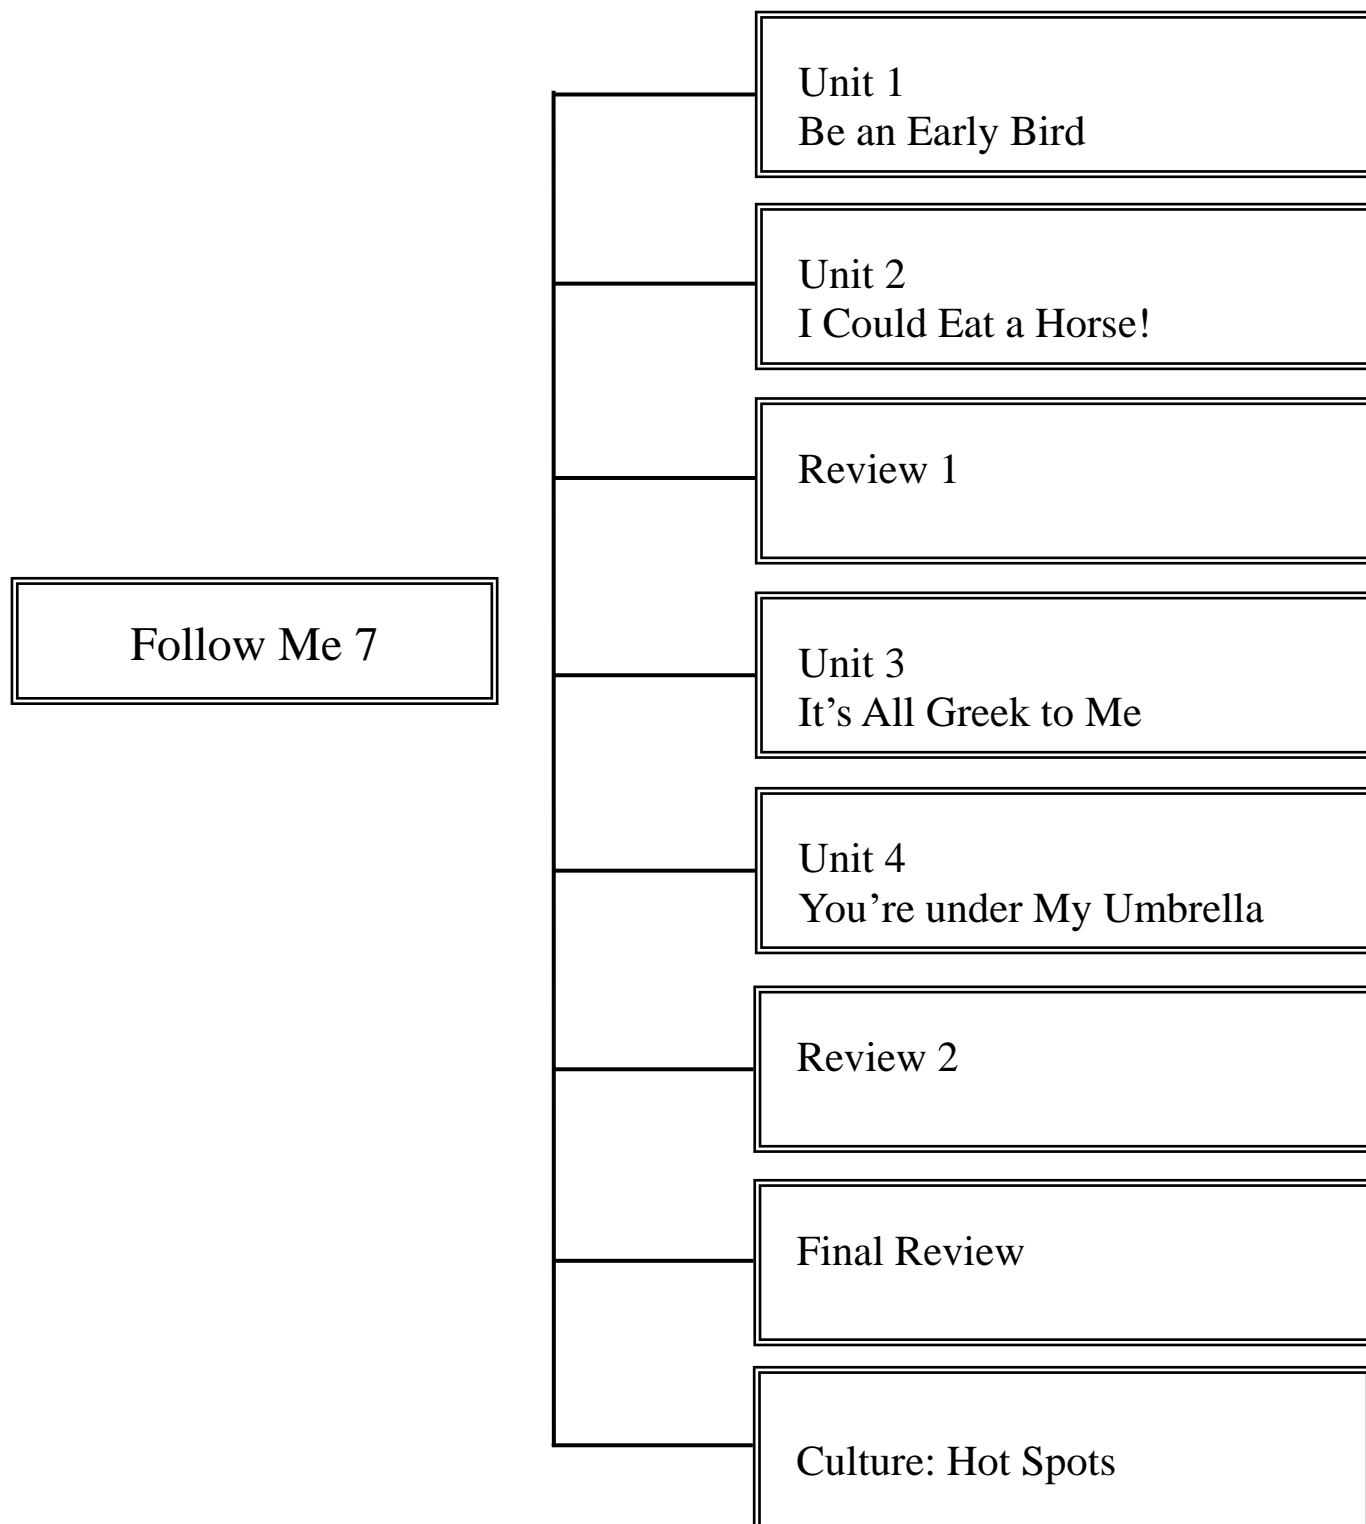 Follow Me 7
Unit 1
Be an Early Bird
Unit 2
I Could Eat a Horse!
Review 1
Unit 3
It’s All Greek to Me
Unit 4
You’re under My Umbrella
Review 2
Final Review
Culture: Hot Spots